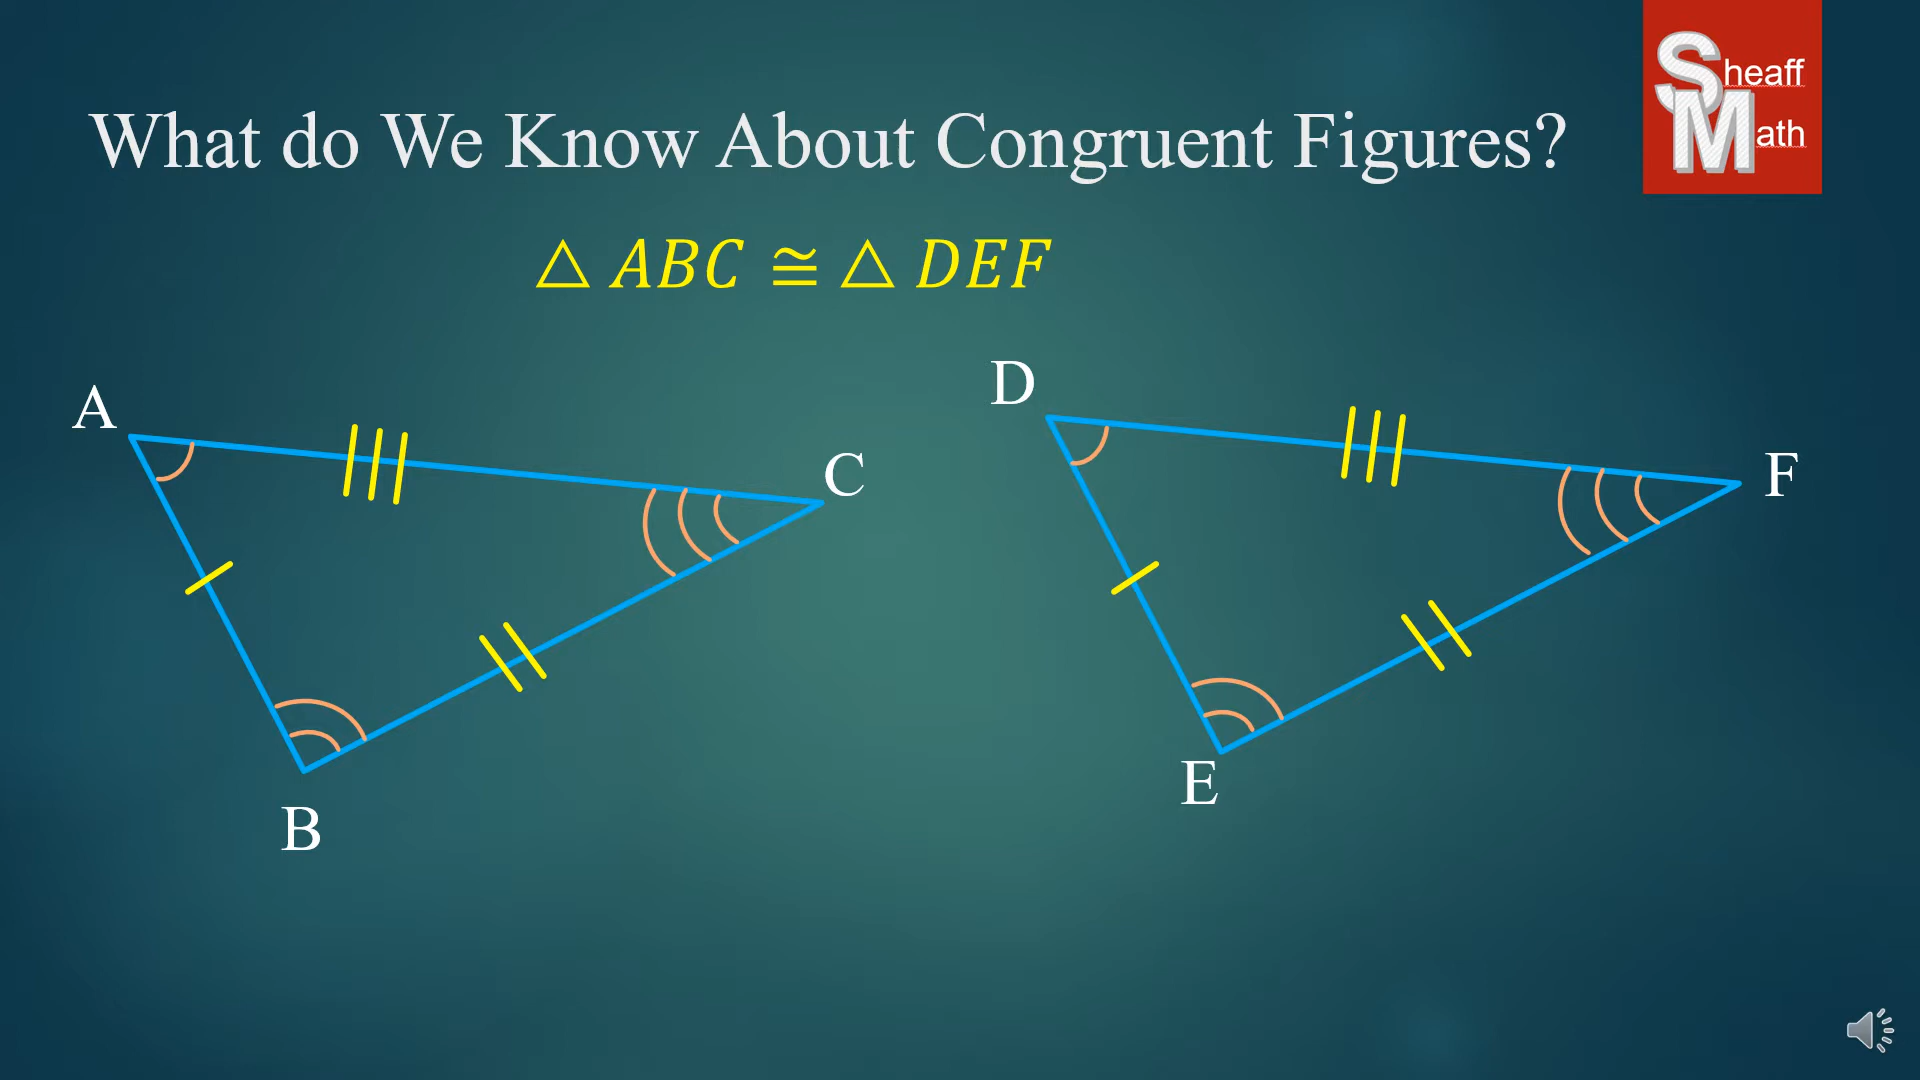 Sheaff
Math
What do We Know About Congruent Figures?
△ ABC ≅ △ DEF
A
C
B
D
F
E